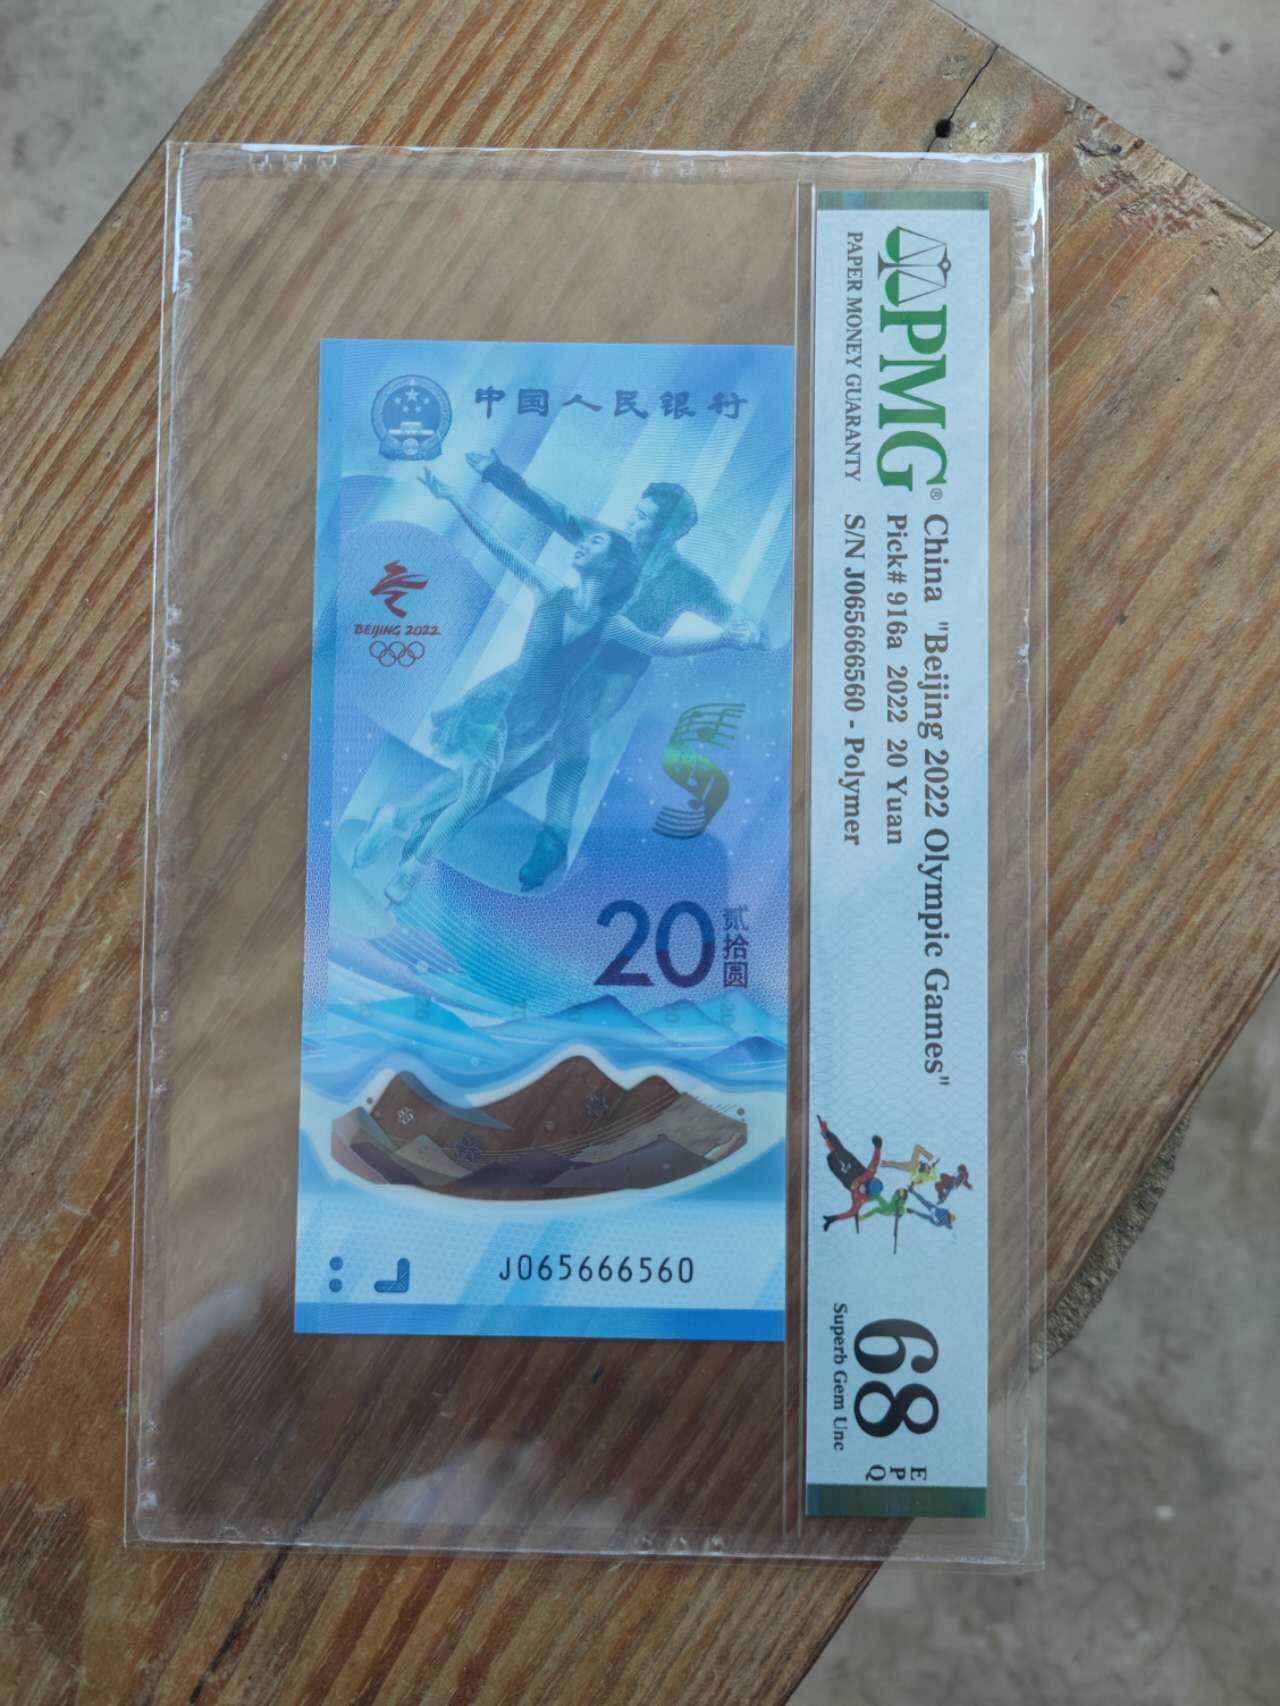 中国人民银行
BEIJING 2022
20
贰拾圆
J065666560
PMG®
PAPER MONEY GUARANTY
China "Beijing 2022 Olympic Games"
Pick# 916a 2022 20 Yuan
S/N J065666560 - Polymer
68
EPQ
Superb Gem Unc